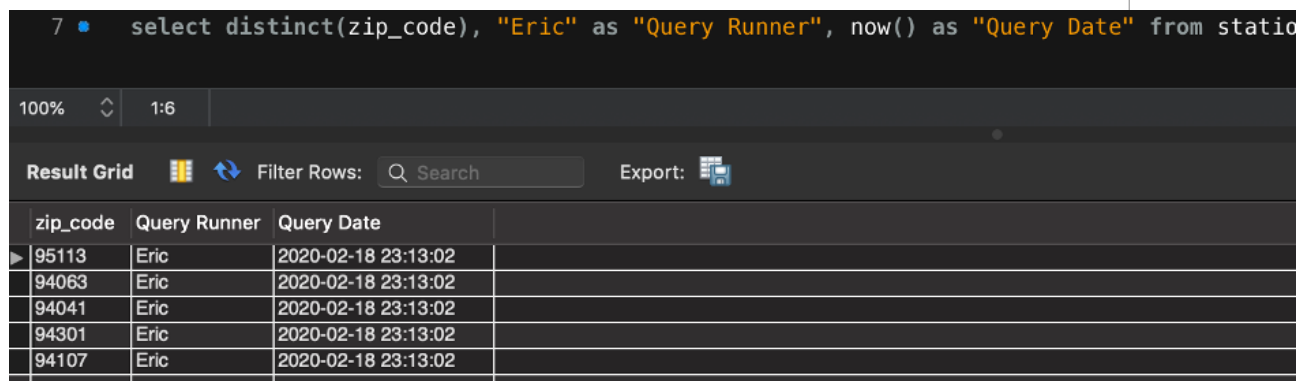 7 select distinct(zip_code), "Eric" as "Query Runner", now() as "Query Date" from statio
100% 1:6
Result Grid Filter Rows: Search Export:
zip_code Query Runner Query Date
95113 Eric 2020-02-18 23:13:02
94063 Eric 2020-02-18 23:13:02
94041 Eric 2020-02-18 23:13:02
94301 Eric 2020-02-18 23:13:02
94107 Eric 2020-02-18 23:13:02